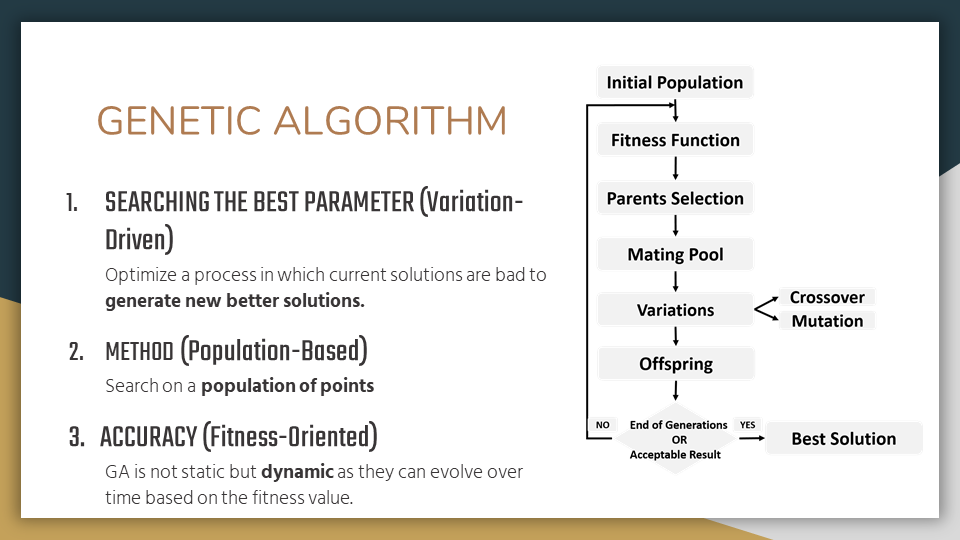 GENETIC ALGORITHM
1. SEARCHING THE BEST PARAMETER (Variation-
Driven)
Optimize a process in which current solutions are bad to
generate new better solutions.
2. METHOD (Population-Based)
Search on a population of points
3. ACCURACY (Fitness-Oriented)
GA is not static but dynamic as they can evolve over
time based on the fitness value.
Initial Population
Fitness Function
Parents Selection
Mating Pool
Variations
Crossover
Mutation
Offspring
NO
End of Generations
OR
Acceptable Result
YES
Best Solution